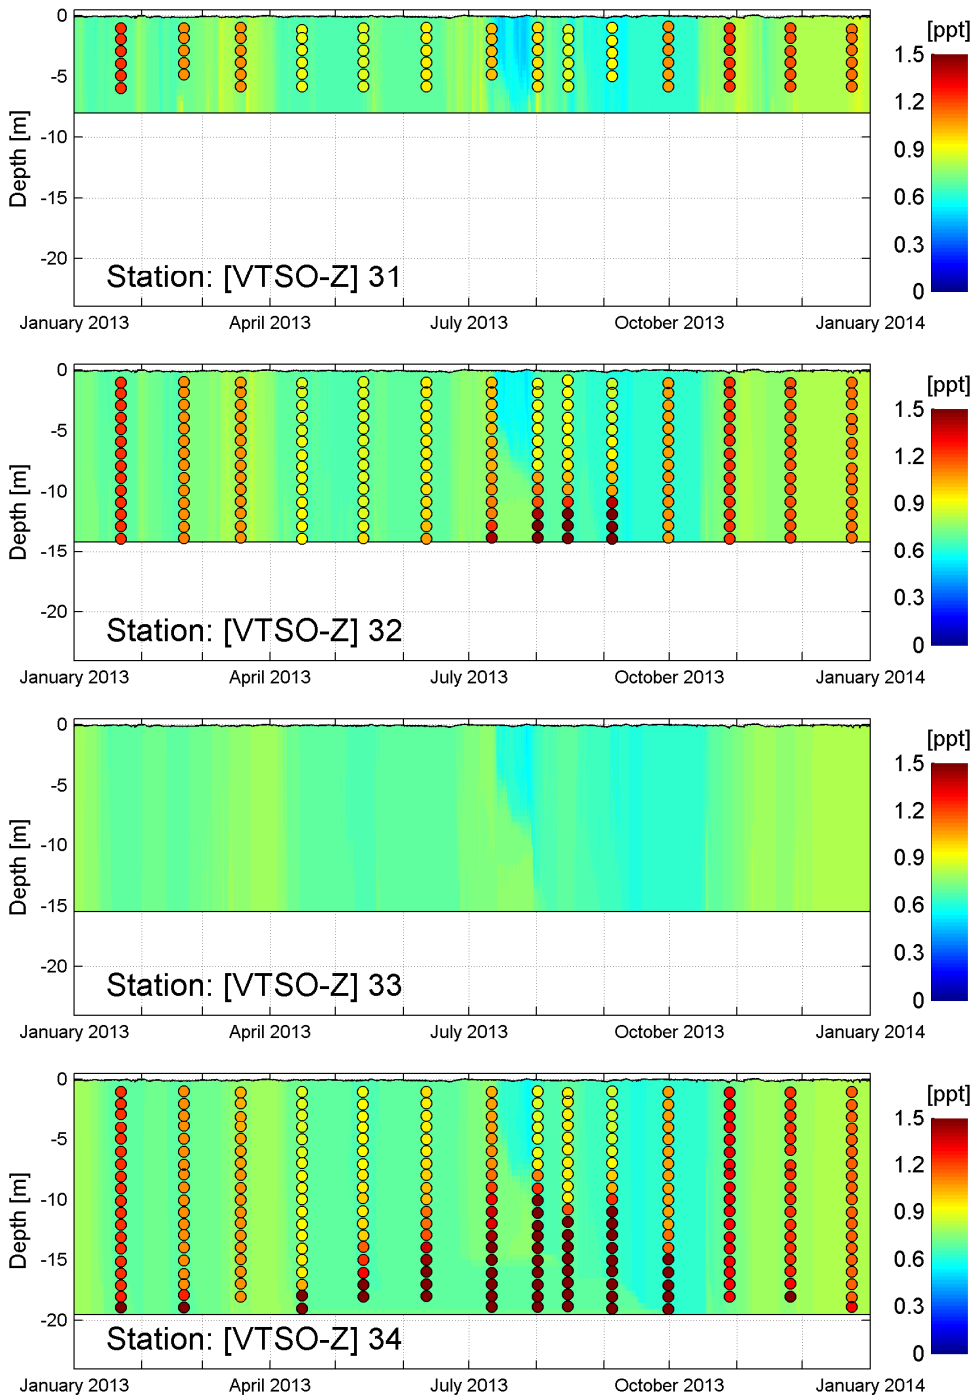 [ppt]
0
1.5
-5
1.2
-10
0.9
Depth [m]
-15
0.6
-20
0.3
Station: [VTSO-Z] 31
0
January 2013 April 2013 July 2013 October 2013 January 2014
[ppt]
0
1.5
-5
1.2
-10
0.9
Depth [m]
-15
0.6
-20
0.3
Station: [VTSO-Z] 32
0
January 2013 April 2013 July 2013 October 2013 January 2014
[ppt]
0
1.5
-5
1.2
-10
0.9
Depth [m]
-15
0.6
-20
0.3
Station: [VTSO-Z] 33
0
January 2013 April 2013 July 2013 October 2013 January 2014
[ppt]
0
1.5
-5
1.2
-10
0.9
Depth [m]
-15
0.6
-20
0.3
Station: [VTSO-Z] 34
0
January 2013 April 2013 July 2013 October 2013 January 2014